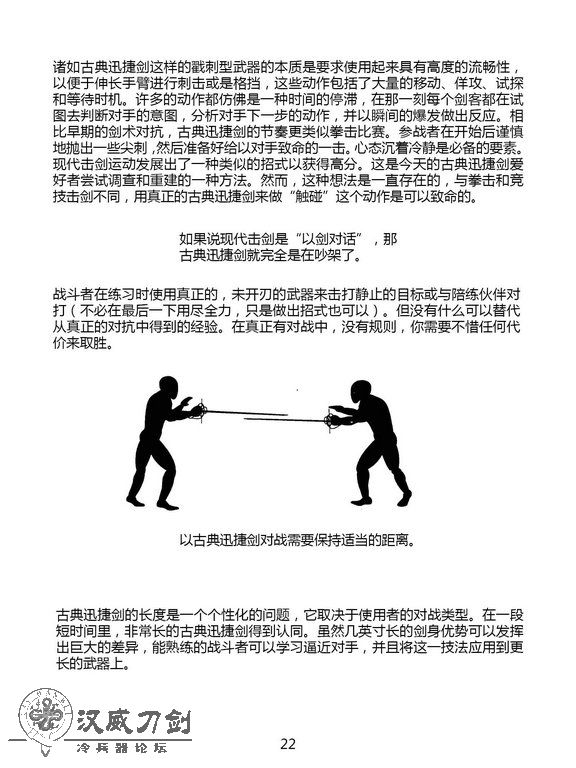 诸如古典迅捷剑这样的戳刺型武器的本质是要求使用起来具有高度的流畅性，
以便于伸长手臂进行刺击或是格挡，这些动作包括了大量的移动、佯攻、试探
和等待时机。许多的动作都仿佛是一种时间的停滞，在那一刻每个剑客都在试
图去判断对手的意图，分析对手下一步的动作，并以瞬间的爆发做出反应。相
比早期的剑术对抗，古典迅捷剑的节奏更类似拳击比赛。参战者在开始后谨慎
地抛出一些尖刺，然后准备好给以对手致命的一击。心态沉着冷静是必备的要素。
现代击剑运动发展出了一种类似的招式以获得高分。这是今天的古典迅捷剑爱
好者尝试调查和重建的一种方法。然而，这种想法是一直存在的，与拳击和竞
技击剑不同，用真正的古典迅捷剑来做“触碰”这个动作是可以致命的。
如果说现代击剑是“以剑对话”，那
古典迅捷剑就完全是在吵架了。
战斗者在练习时使用真正的，未开刃的武器来击打静止的目标或与陪练伙伴对
打（不必在最后一下用尽全力，只是做出招式也可以）。但没有什么可以替代
从真正的对抗中得到的经验。在真正有对战中，没有规则，你需要不惜任何代
价来取胜。
以古典迅捷剑对战需要保持适当的距离。
古典迅捷剑的长度是一个个性化的问题，它取决于使用者的对战类型。在一段
短时间里，非常长的古典迅捷剑得到认同。虽然几英寸长的剑身优势可以发挥
出巨大的差异，能熟练的战斗者可以学习逼近对手，并且将这一技法应用到更
长的武器上。
汉威刀剑
冷兵器论坛
22